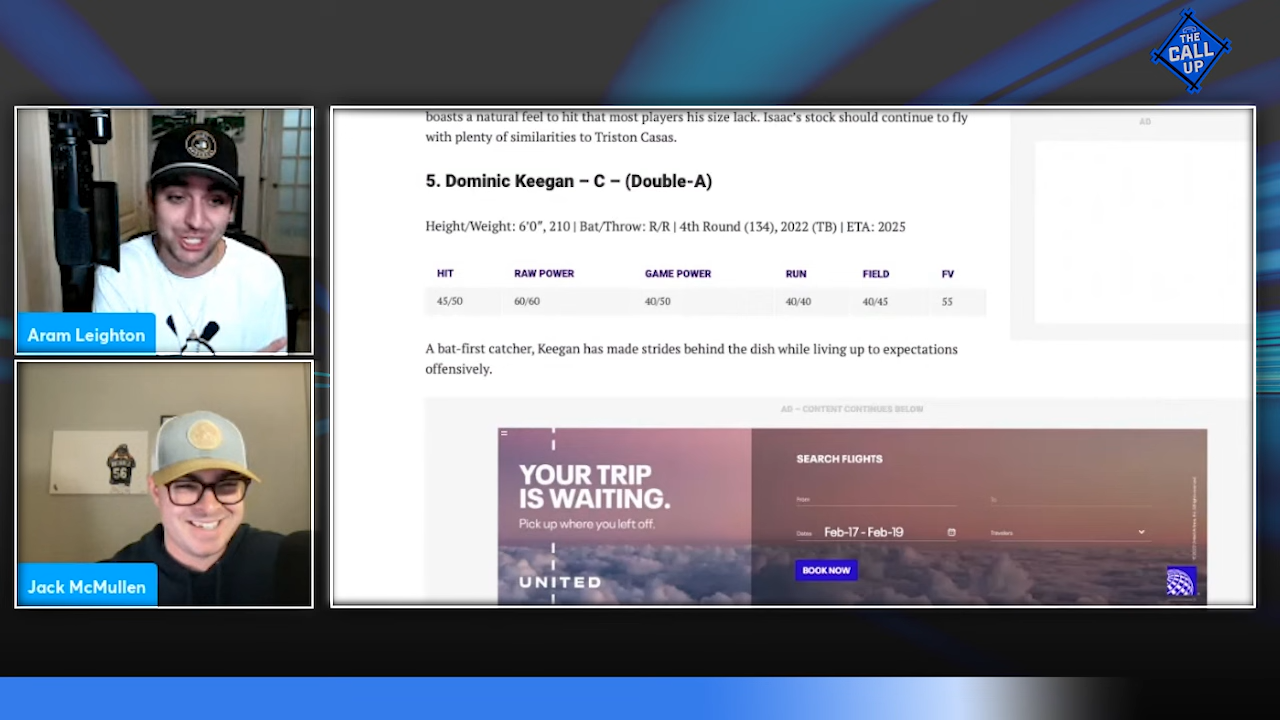 THE
CALL
UP
boasts a natural feel to hit that most players his size lack. Isaac's stock should continue to fly
with plenty of similarities to Triston Casas.
AD
5. Dominic Keegan – C – (Double-A)
Height/Weight: 6'0", 210 | Bat/Throw: R/R | 4th Round (134), 2022 (TB) | ETA: 2025
HIT RAW POWER GAME POWER RUN FIELD FV
45/50 60/60 40/50 40/40 40/45 55
A bat-first catcher, Keegan has made strides behind the dish while living up to expectations
offensively.
AD – CONTENT CONTINUES BELOW
YOUR TRIP
IS WAITING.
Pick up where you left off.
UNITED
SEARCH FLIGHTS
From To
Dates Feb-17 - Feb-19 Travelers
BOOK NOW
Aram Leighton
56
Jack McMullen